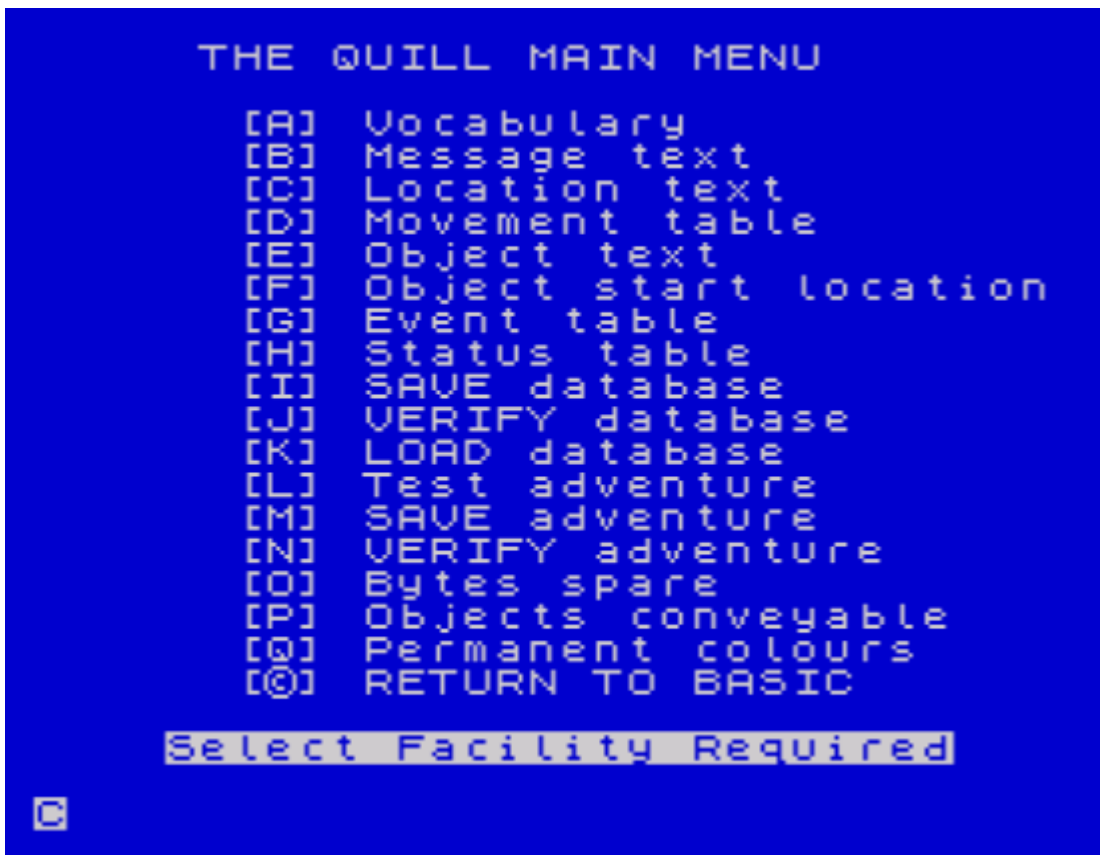 THE QUILL MAIN MENU
[A] Vocabulary
[B] Message text
[C] Location text
[D] Movement table
[E] Object text
[F] Object start location
[G] Event table
[H] Status table
[I] SAVE database
[J] VERIFY database
[K] LOAD database
[L] Test adventure
[M] SAVE adventure
[N] VERIFY adventure
[O] Bytes spare
[P] Objects conveyable
[Q] Permanent colours
[©] RETURN TO BASIC
Select Facility Required
C